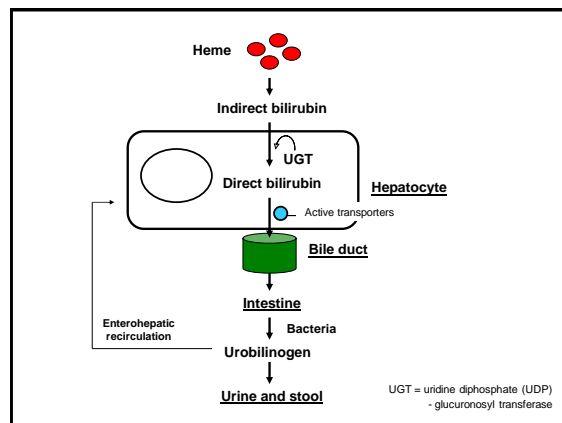 Heme
Indirect bilirubin
UGT
Direct bilirubin
Hepatocyte
Active transporters
Bile duct
Intestine
Bacteria
Enterohepatic
recirculation
Urobilinogen
Urine and stool
UGT = uridine diphosphate (UDP)
- glucuronosyl transferase